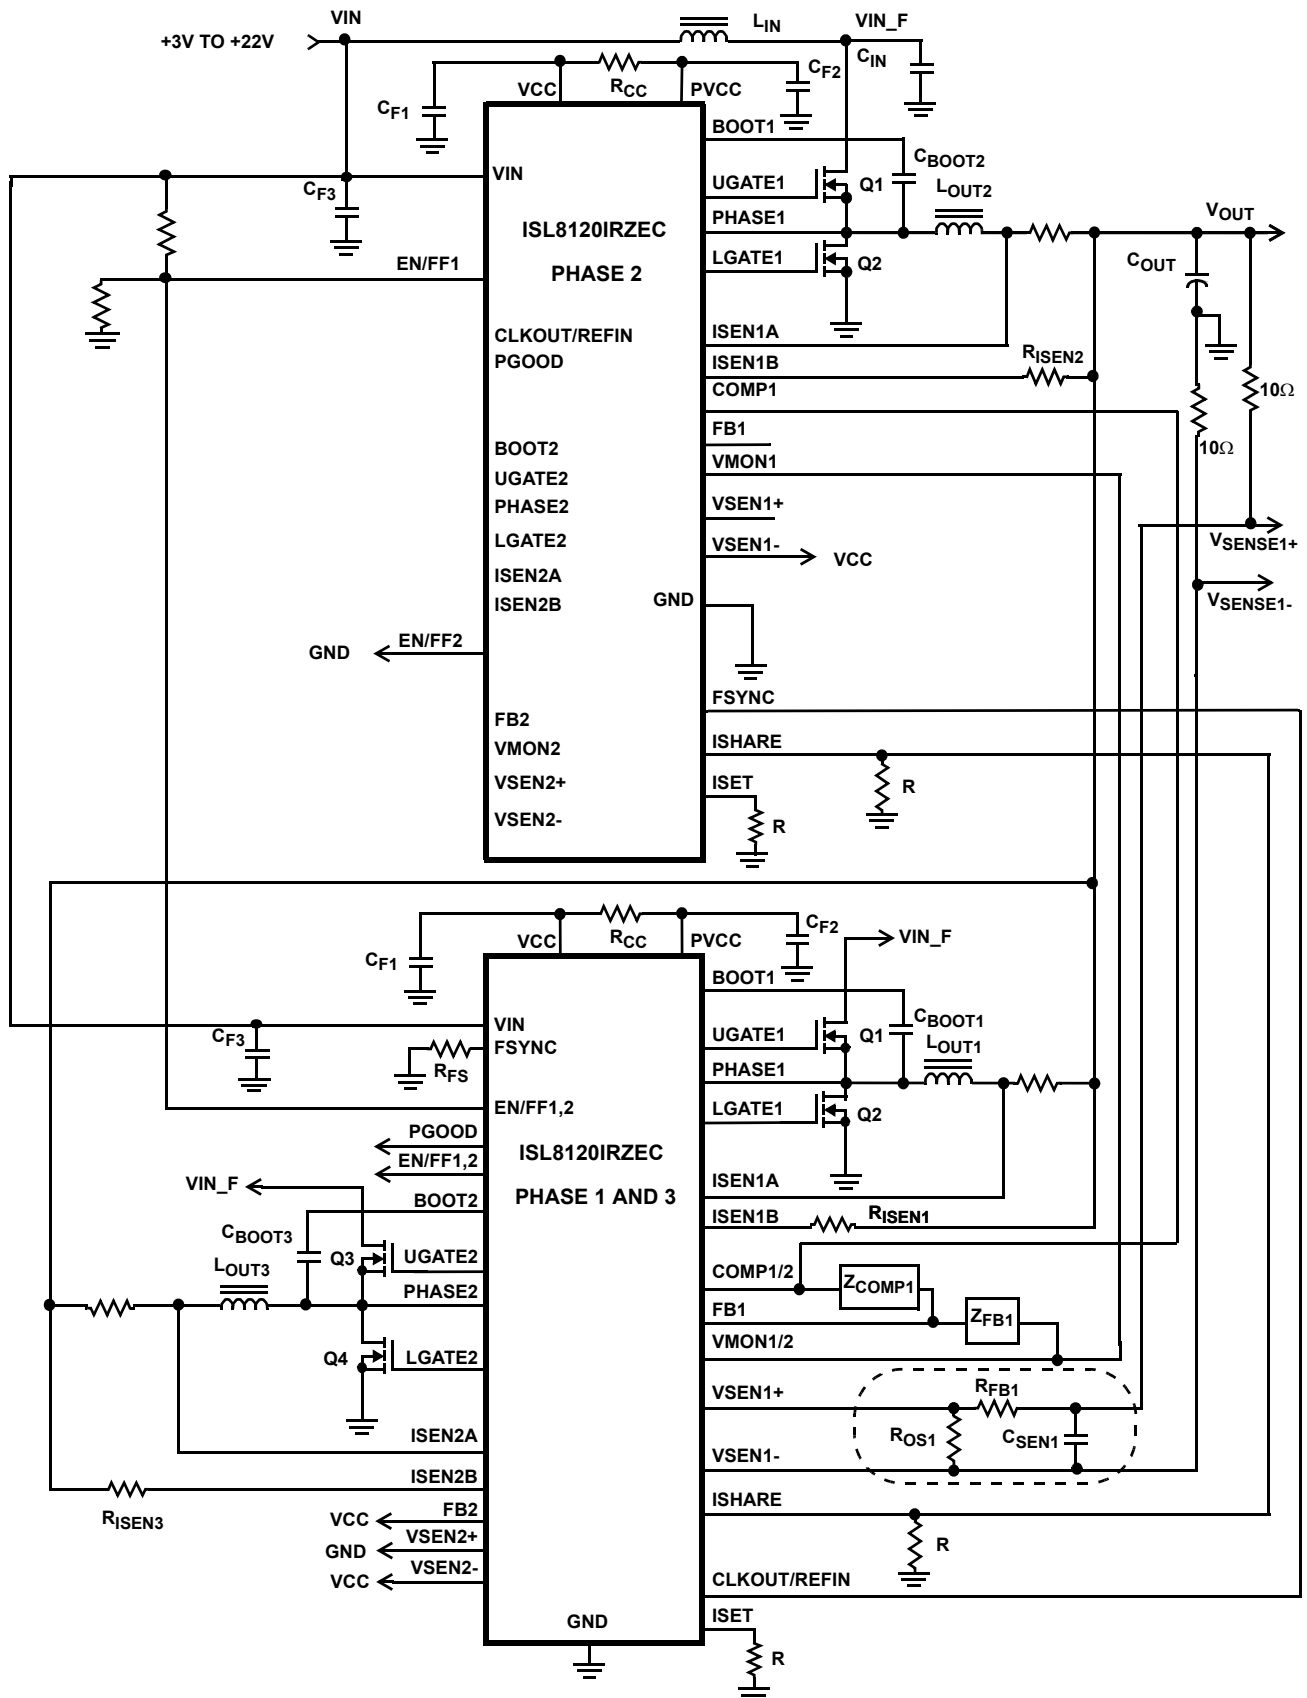 VIN
LIN
VIN_F
+3V TO +22V
CIN
CF2
VCC
RCC
PVCC
CF1
BOOT1
CBOOT2
VIN
CF3
UGATE1
Q1
LOUT2
ISL8120IRZEC
PHASE1
VOUT
EN/FF1
PHASE 2
LGATE1
Q2
COUT
CLKOUT/REFIN
ISEN1A
PGOOD
ISEN1B
RISEN2
COMP1
10Ω
FB1
10Ω
BOOT2
VMON1
UGATE2
PHASE2
VSEN1+
LGATE2
VSENSE1+
VSEN1-
VCC
ISEN2A
ISEN2B
GND
VSENSE1-
GND
EN/FF2
FSYNC
FB2
ISHARE
VMON2
VSEN2+
ISET
R
VSEN2-
R
CF2
VCC
RCC
PVCC
VIN_F
CF1
BOOT1
CBOOT1
VIN
CF3
UGATE1
Q1
FSYNC
LOUT1
RFS
PHASE1
EN/FF1,2
LGATE1
Q2
PGOOD
ISL8120IRZEC
EN/FF1,2
ISEN1A
VIN_F
PHASE 1 AND 3
BOOT2
ISEN1B
RISEN1
CBOOT3
Q3
UGATE2
LOUT3
COMP1/2
ZCOMP1
PHASE2
FB1
ZFB1
VMON1/2
Q4
LGATE2
VSEN1+
RFB1
ROS1
CSEN1
ISEN2A
VSEN1-
ISEN2B
ISHARE
RISEN3
FB2
VCC
VSEN2+
GND
R
VSEN2-
VCC
CLKOUT/REFIN
GND
ISET
R